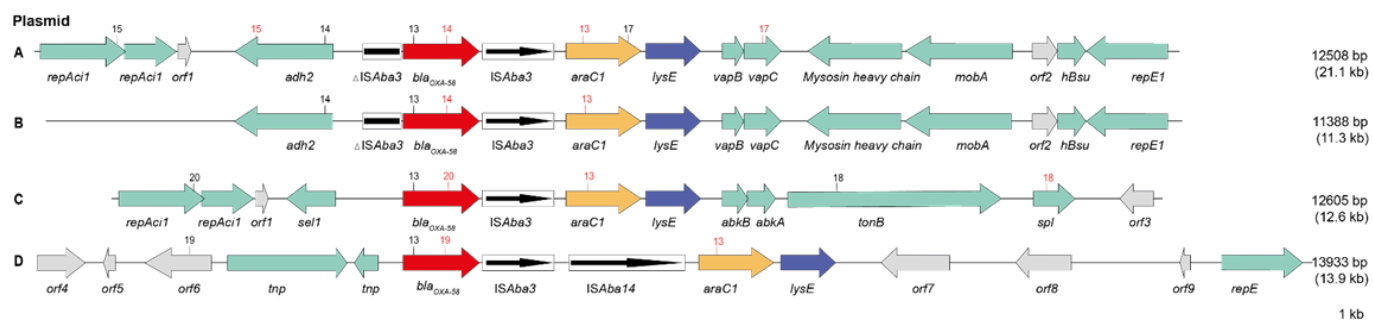 Plasmid
15 15 14 13 14 13 17 17
A
repAci1 repAci1 orf1 adh2 △ISAba3 blaOXA-58 ISAba3 araC1 lysE vapB vapC Mysosin heavy chain mobA orf2 hBsu repE1
12508 bp
(21.1 kb)
14 13 14 13
B
adh2 △ISAba3 blaOXA-58 ISAba3 araC1 lysE vapB vapC Mysosin heavy chain mobA orf2 hBsu repE1
11388 bp
(11.3 kb)
20 13 20 13 18 18
C
repAci1 repAci1 orf1 sel1 blaOXA-58 ISAba3 araC1 lysE abkB abkA tonB spl orf3
12605 bp
(12.6 kb)
19 13 19 13
D
orf4 orf5 orf6 tnp tnp blaOXA-58 ISAba3 ISAba14 araC1 lysE orf7 orf8 orf9 repE
13933 bp
(13.9 kb)
1 kb